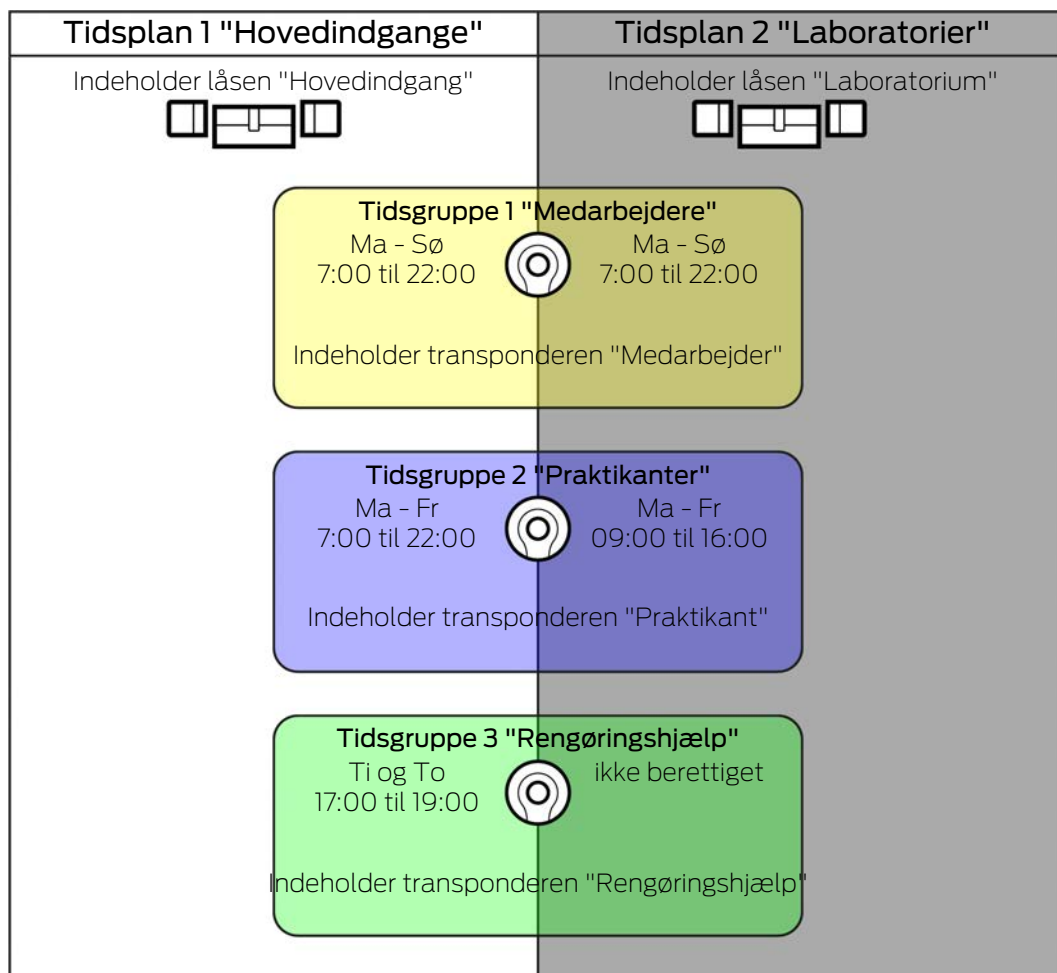 Tidsplan 1 "Hovedindgange"
Tidsplan 2 "Laboratorier"
Indeholder låsen "Hovedindgang"
Indeholder låsen "Laboratorium"
Tidsgruppe 1 "Medarbejdere"
Ma - Sø
7:00 til 22:00
Ma - Sø
7:00 til 22:00
Indeholder transponderen "Medarbejder"
Tidsgruppe 2 "Praktikanter"
Ma - Fr
7:00 til 22:00
Ma - Fr
09:00 til 16:00
Indeholder transponderen "Praktikant"
Tidsgruppe 3 "Rengøringshjælp"
Ti og To
17:00 til 19:00
ikke berettiget
Indeholder transponderen "Rengøringshjælp"